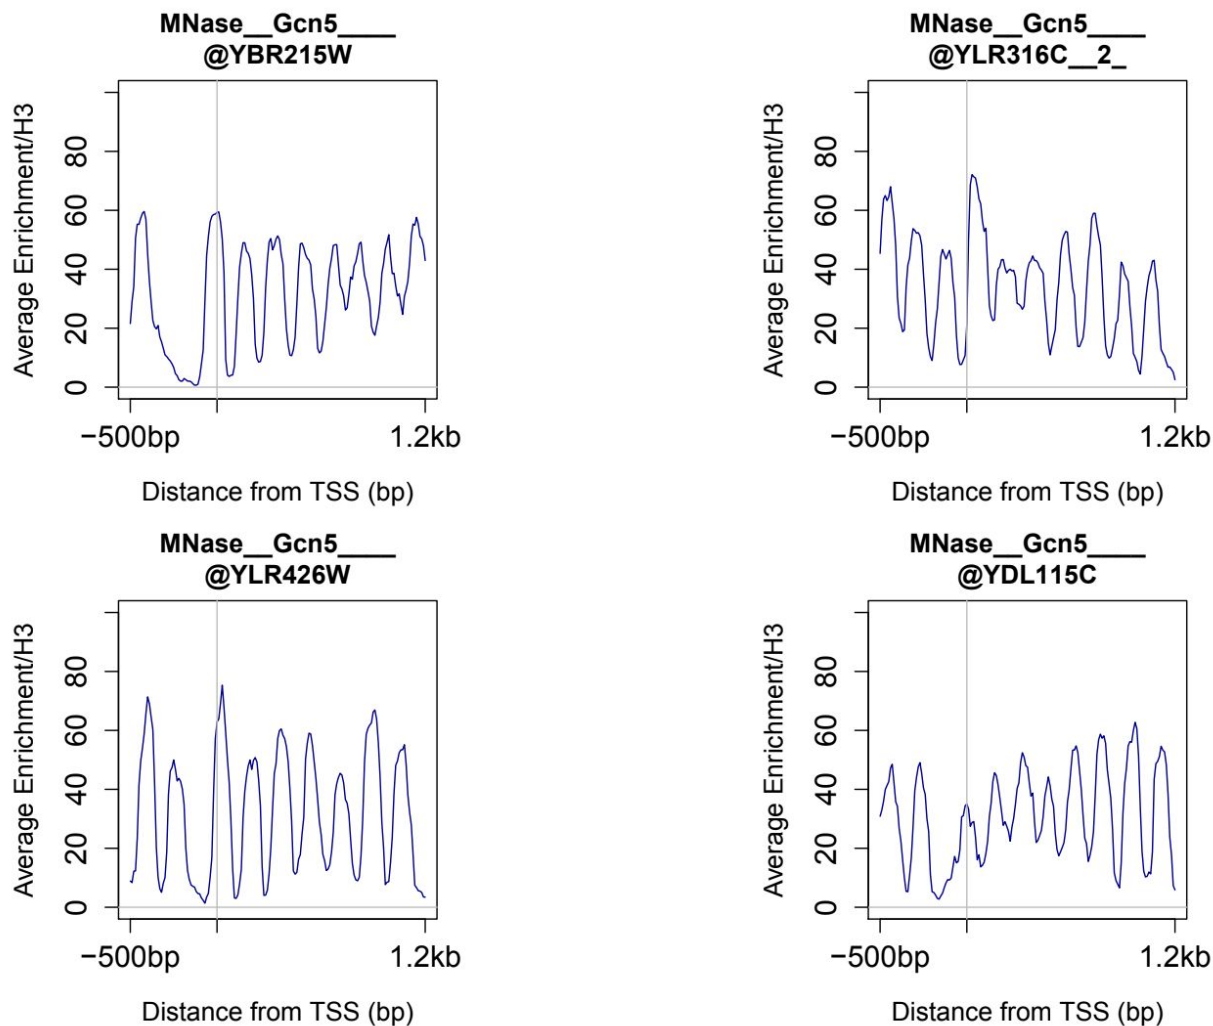 MNase__Gcn5____
@YBR215W
Average Enrichment/H3
0
20
40
60
80
−500bp
1.2kb
Distance from TSS (bp)
MNase__Gcn5____
@YLR316C__2_
Average Enrichment/H3
0
20
40
60
80
−500bp
1.2kb
Distance from TSS (bp)
MNase__Gcn5____
@YLR426W
Average Enrichment/H3
0
20
40
60
80
−500bp
1.2kb
Distance from TSS (bp)
MNase__Gcn5____
@YDL115C
Average Enrichment/H3
0
20
40
60
80
−500bp
1.2kb
Distance from TSS (bp)